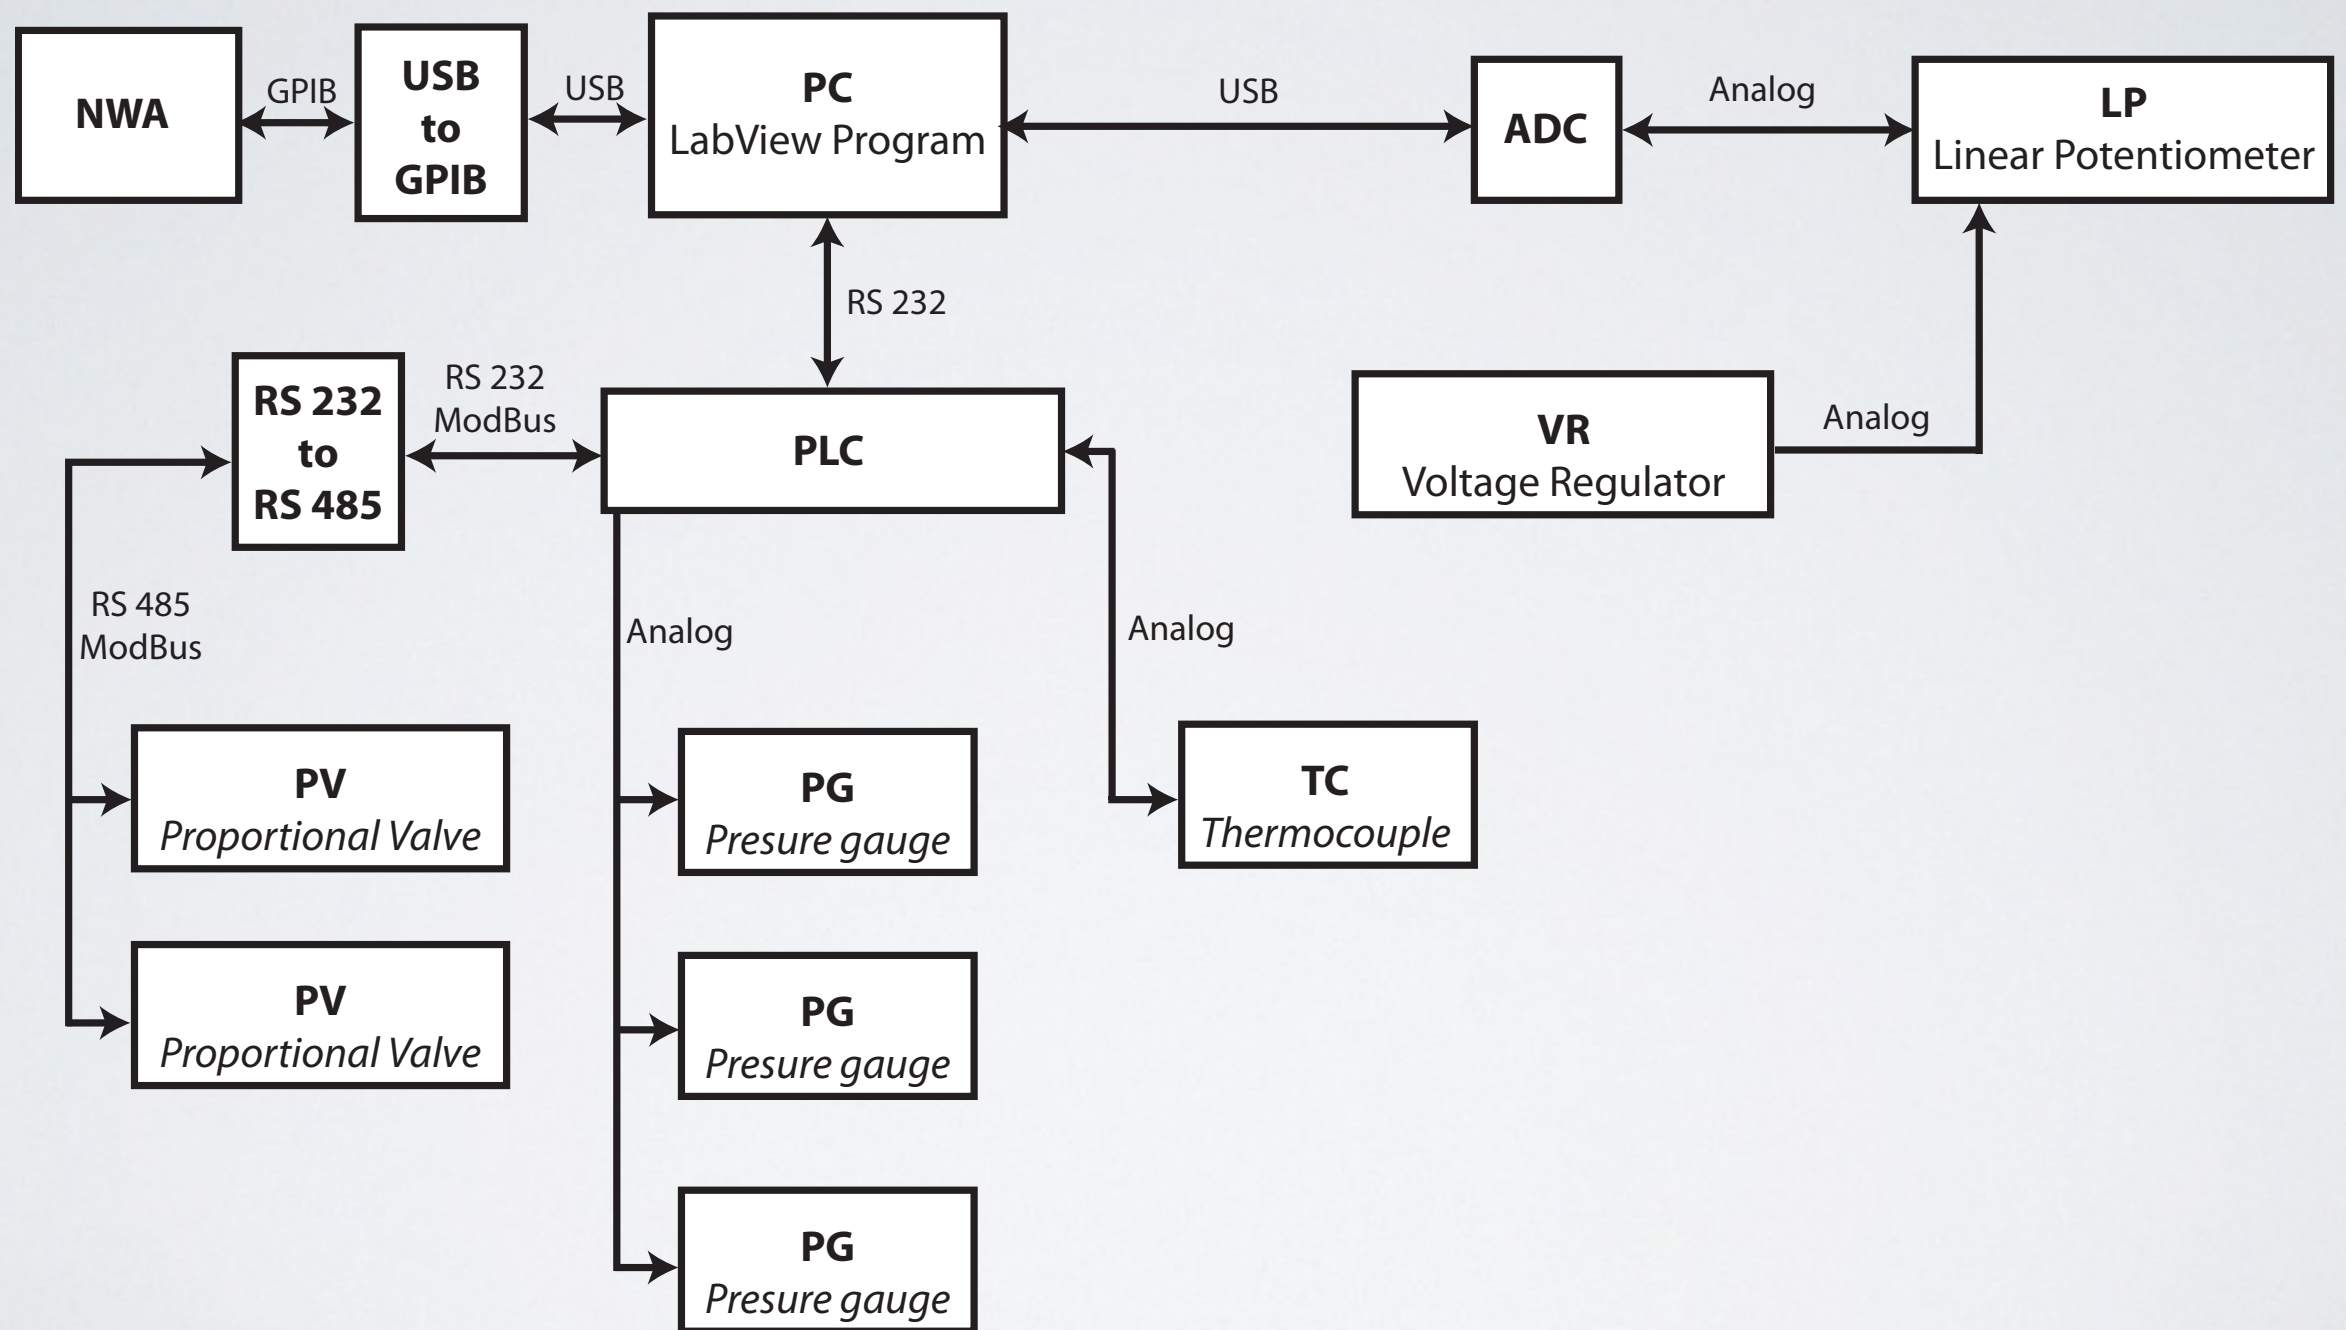 NWA
GPIB
USB
to
GPIB
USB
PC
LabView Program
USB
ADC
Analog
LP
Linear Potentiometer
RS 232
RS 232
to
RS 485
RS 232
ModBus
PLC
VR
Voltage Regulator
Analog
RS 485
ModBus
Analog
Analog
PV
Proportional Valve
PG
Presure gauge
TC
Thermocouple
PV
Proportional Valve
PG
Presure gauge
PG
Presure gauge